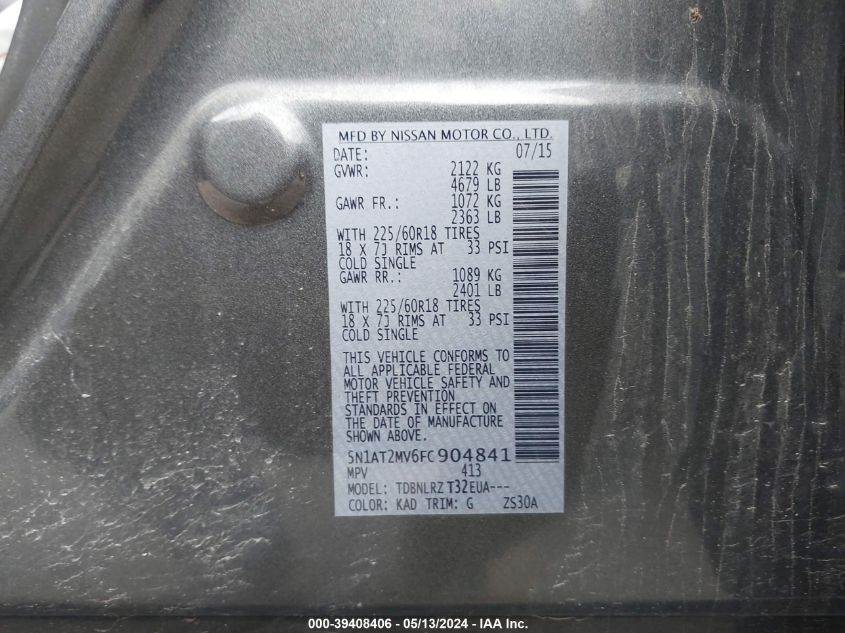 MFD BY NISSAN MOTOR CO., LTD.
DATE: 07/15
GVWR: 2122 KG
4679 LB
GAWR FR.: 1072 KG
2363 LB
WITH 225/60R18 TIRES
18 X 7J RIMS AT 33 PSI
COLD SINGLE
GAWR RR.: 1089 KG
2401 LB
WITH 225/60R18 TIRES
18 X 7J RIMS AT 33 PSI
COLD SINGLE
THIS VEHICLE CONFORMS TO
ALL APPLICABLE FEDERAL
MOTOR VEHICLE SAFETY AND
THEFT PREVENTION
STANDARDS IN EFFECT ON
THE DATE OF MANUFACTURE
SHOWN ABOVE.
5N1AT2MV6FC904841
MPV 413
MODEL: TDBNLRZ T32EUA---
COLOR: KAD TRIM: G ZS30A
000-39408406 - 05/13/2024 - IAA Inc.